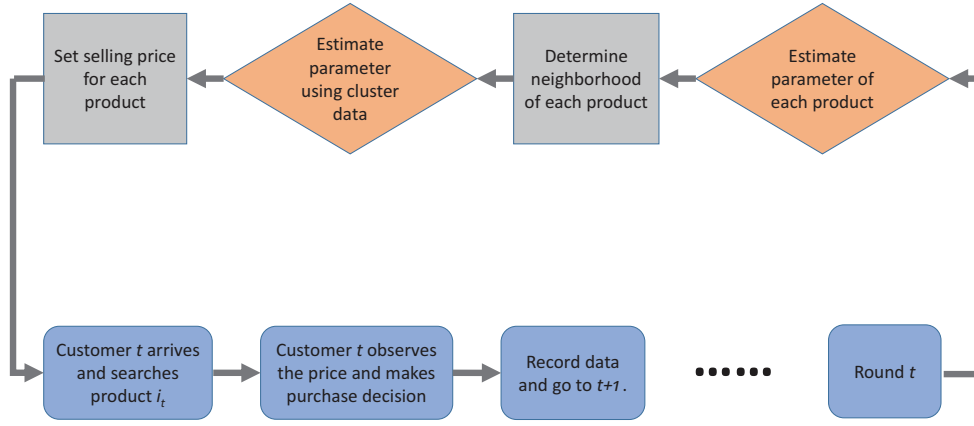 Set selling price
for each
product
Estimate
parameter
using cluster
data
Determine
neighborhood
of each product
Estimate
parameter of
each product
Customer t arrives
and searches
product i_t
Customer t observes
the price and makes
purchase decision
Record data
and go to t+1 .
Round t